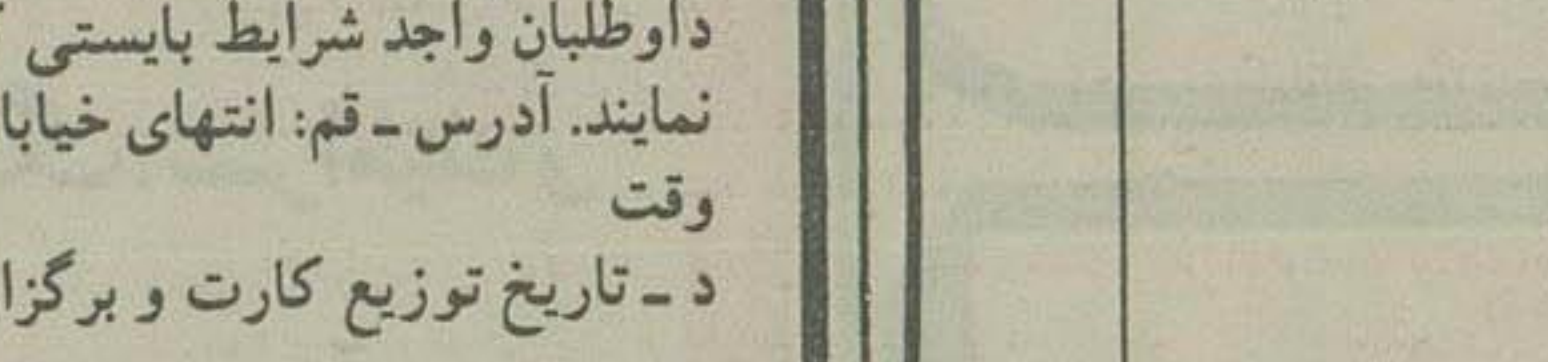 داوطلبان واجد شرایط بایستی
نمایند. آدرس ـ قم: انتهای خیابا
وقت
د ـ تاریخ توزیع کارت و برگزا